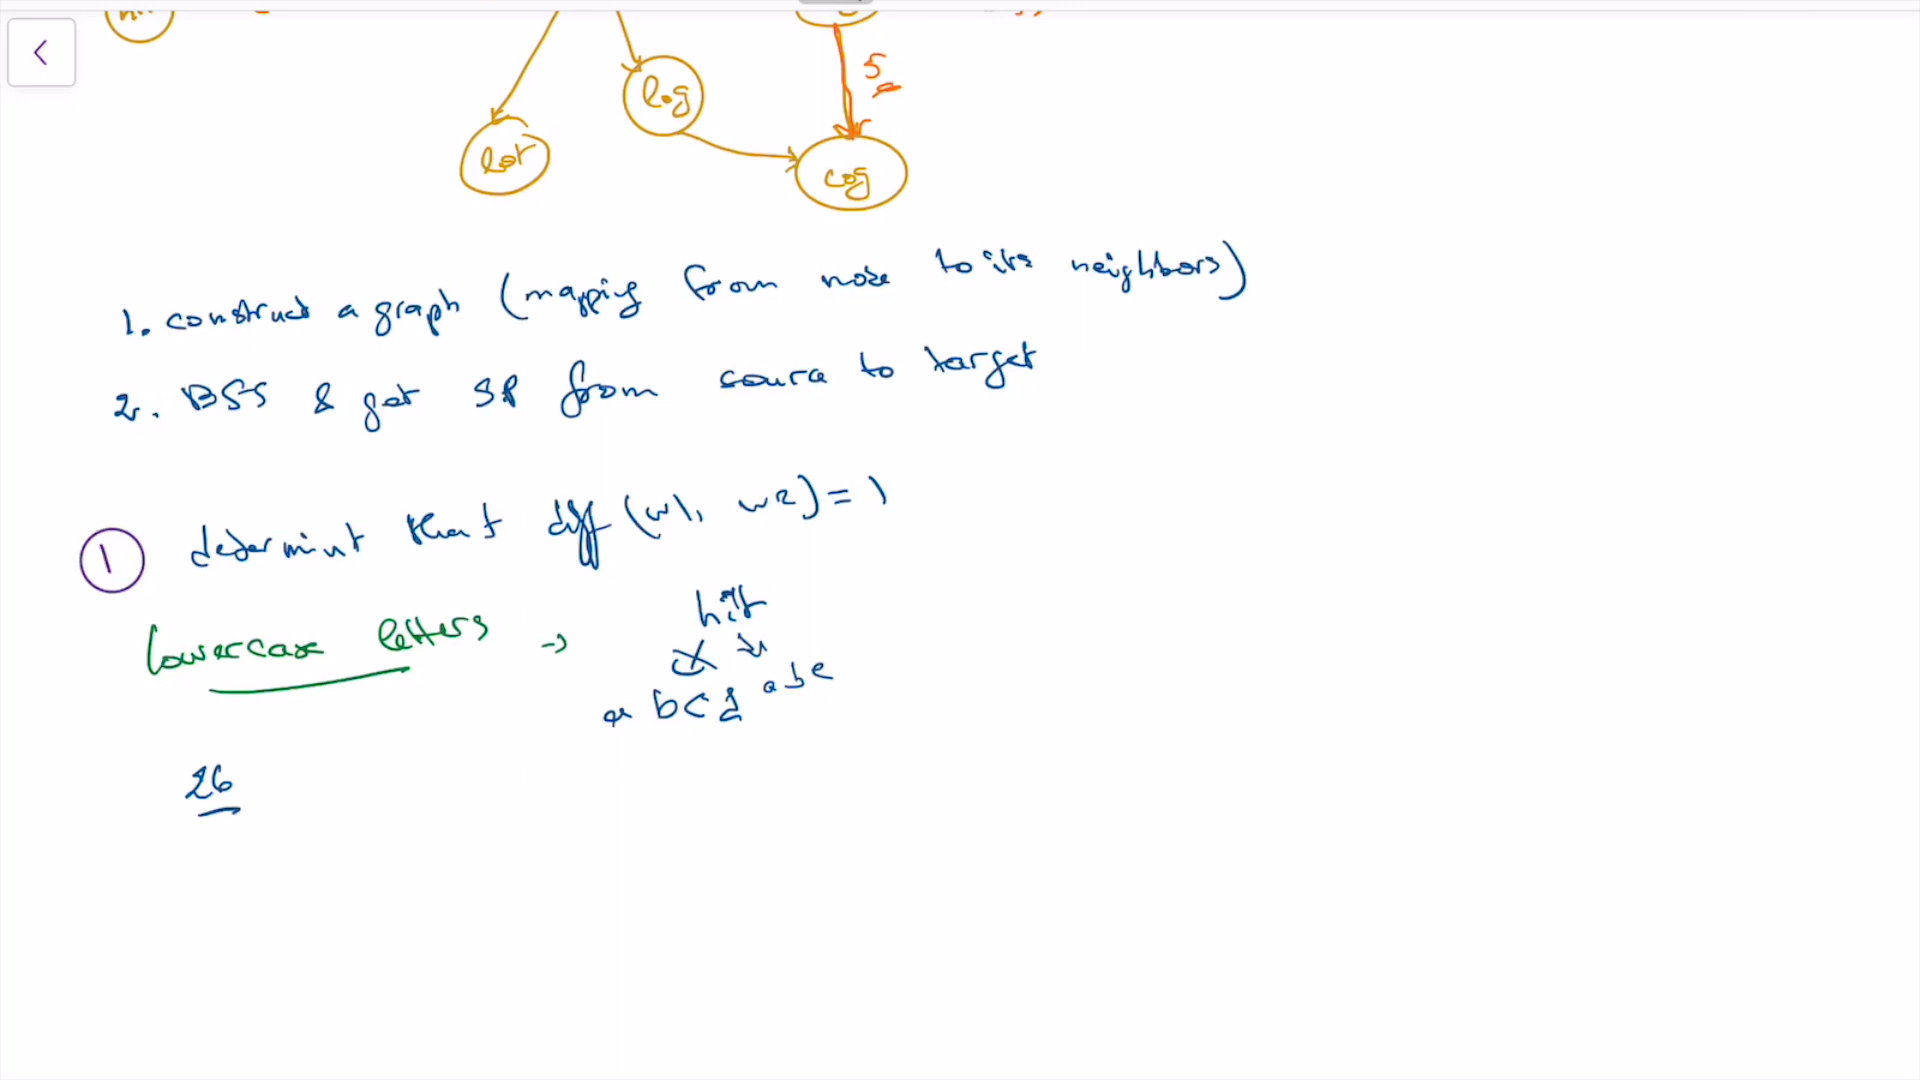 5
log
lot
cog
1. construct a graph (mapping from node to its neighbors)
2. BFS & get SP from source to target
1 determint that diff (w1, w2) = 1
hit
lowercase letters →
a b c d a b c
26